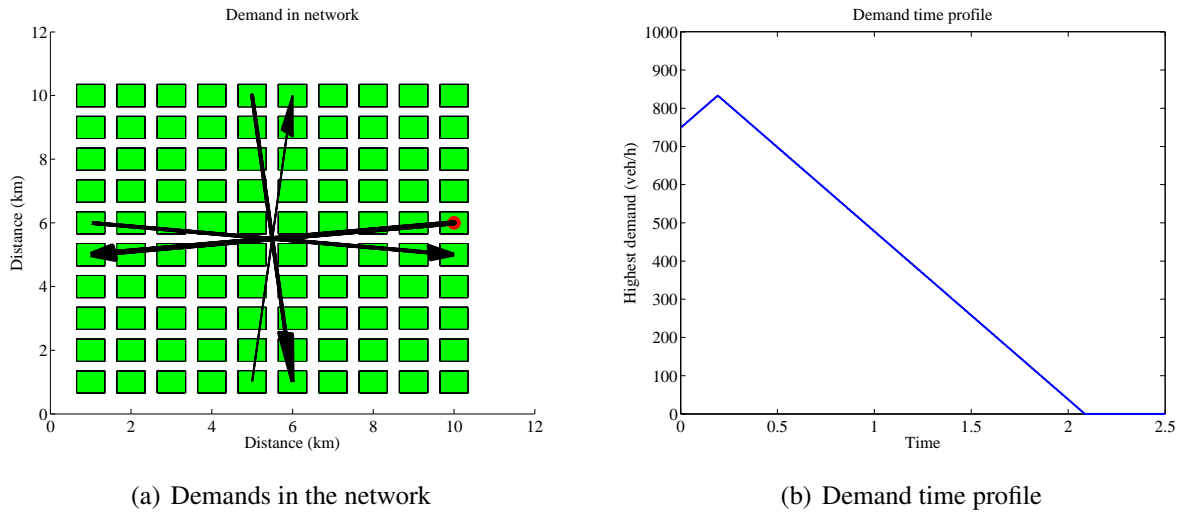 Demand in network
12
10
8
6
4
2
0
Distance (km)
0 2 4 6 8 10 12
Distance (km)
(a) Demands in the network
Demand time profile
1000
900
800
700
600
500
400
300
200
100
0
Highest demand (veh/h)
0 0.5 1 1.5 2 2.5
Time
(b) Demand time profile